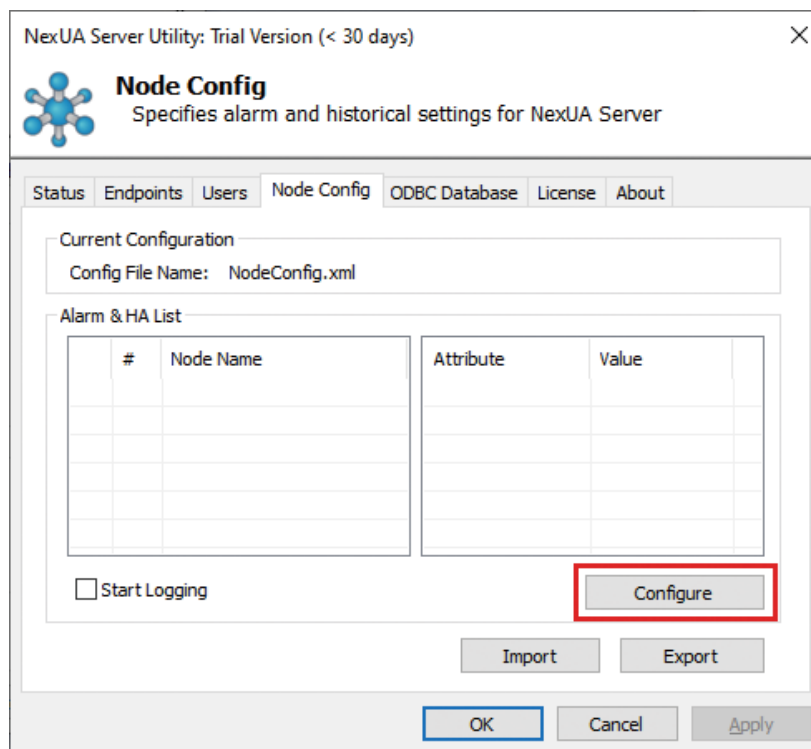 NexUA Server Utility: Trial Version (< 30 days)
Node Config
Specifies alarm and historical settings for NexUA Server
Status Endpoints Users Node Config ODBC Database License About
Current Configuration
Config File Name: NodeConfig.xml
Alarm & HA List
# Node Name Attribute Value
Start Logging Configure
Import Export
OK Cancel Apply